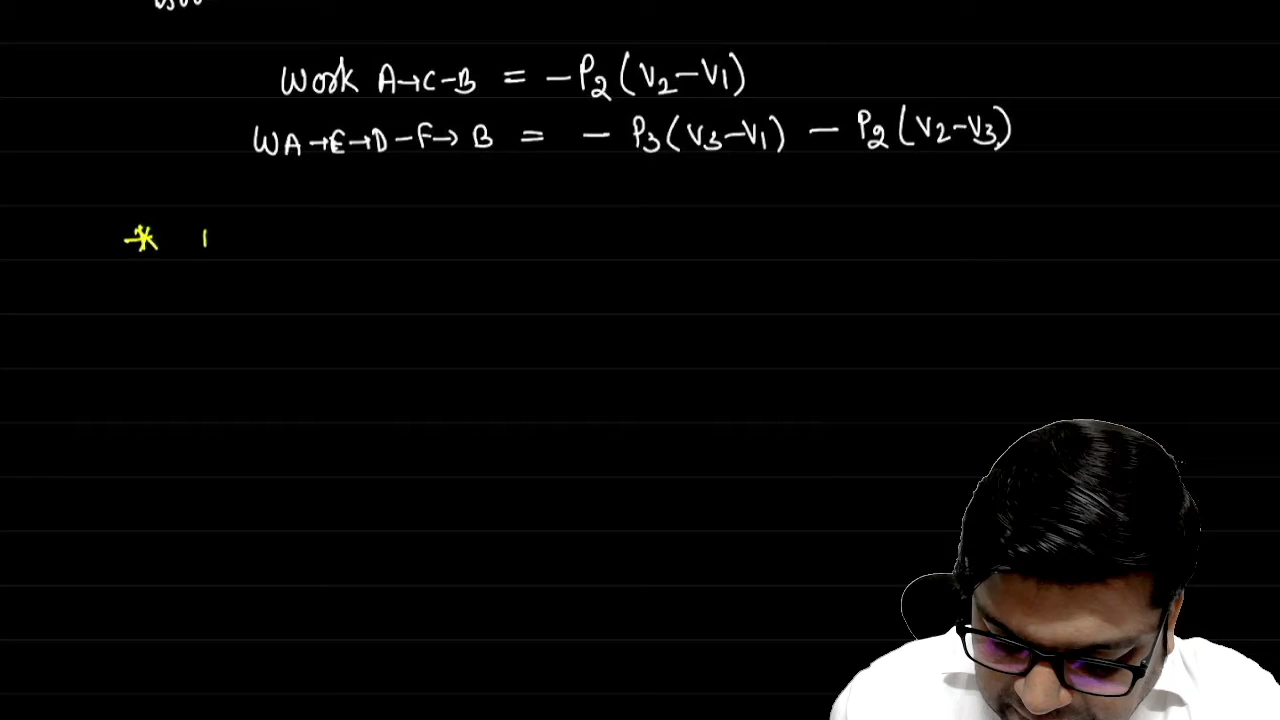 Work A→C-B = -P₂(V₂-V₁)
WA→E→D-F→B = - P₃(V₃-V₁) - P₂(V₂-V₃)
* I